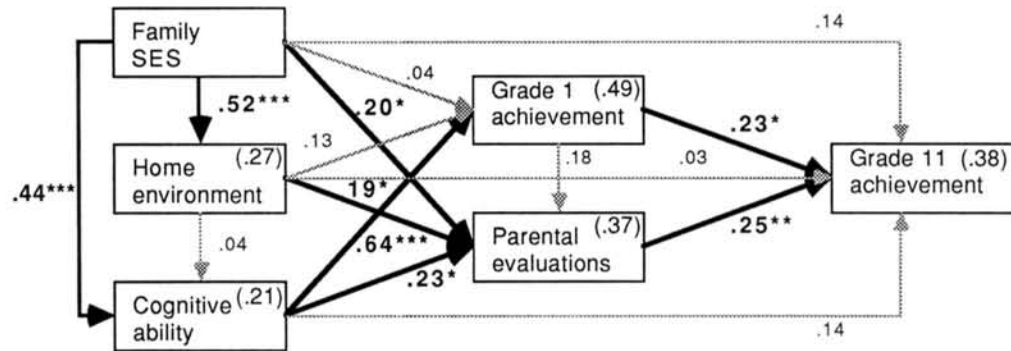 Family
SES
.14
.04
Grade 1 (.49)
achievement
.52***
.20*
.23*
.13
Home (.27)
environment
.18
.03
Grade 11 (.38)
achievement
.44***
19*
.04
.64***
Parental (.37)
evaluations
.25**
.23*
Cognitive (.21)
ability
.14